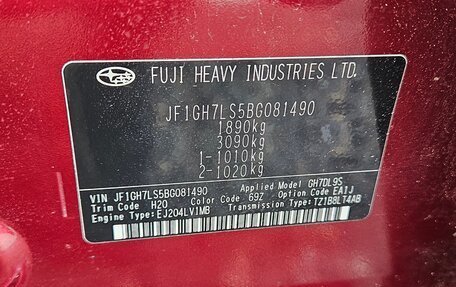 FUJI HEAVY INDUSTRIES LTD.
JF1GH7LS5BG081490
1890kg
3090kg
1-1010kg
2-1020kg
VIN JF1GH7LS5BG081490 Applied Model GH7DL9S
Trim Code H20 Color Code 69Z Option Code EA1J
Engine Type: EJ204LV1MB Transmission Type: TZ1B8LT4AB